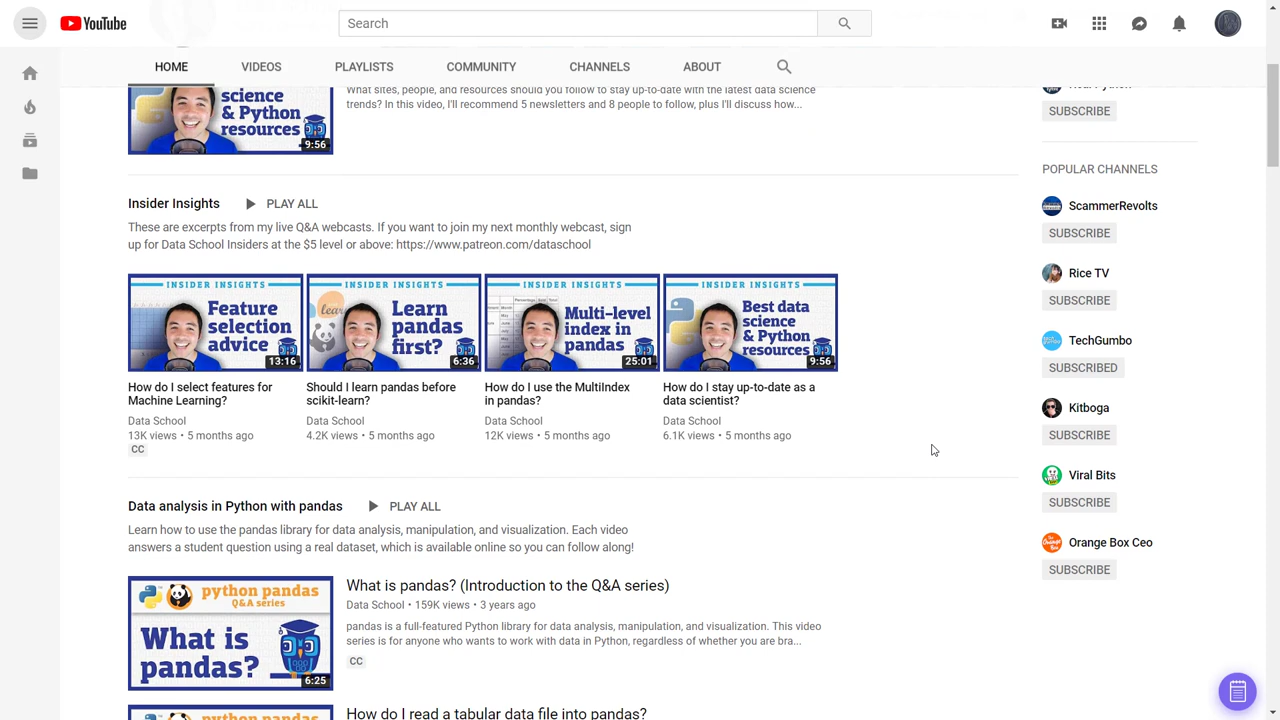 YouTube
Search
HOME
VIDEOS
PLAYLISTS
COMMUNITY
CHANNELS
ABOUT
science
& Python
resources
9:56
What sites, people, and resources should you follow to stay up-to-date with the latest data science
trends? In this video, I'll recommend 5 newsletters and 8 people to follow, plus I'll discuss how...
SUBSCRIBE
Insider Insights
PLAY ALL
These are excerpts from my live Q&A webcasts. If you want to join my next monthly webcast, sign
up for Data School Insiders at the $5 level or above: https://www.patreon.com/dataschool
INSIDER INSIGHTS
Feature
selection
advice
13:16
How do I select features for
Machine Learning?
Data School
13K views • 5 months ago
CC
INSIDER INSIGHTS
learn
Learn
pandas
first?
6:36
Should I learn pandas before
scikit-learn?
Data School
4.2K views • 5 months ago
INSIDER INSIGHTS
Multi-level
index in
pandas
25:01
How do I use the MultiIndex
in pandas?
Data School
12K views • 5 months ago
INSIDER INSIGHTS
Best data
science
& Python
resources
9:56
How do I stay up-to-date as a
data scientist?
Data School
6.1K views • 5 months ago
Data analysis in Python with pandas
PLAY ALL
Learn how to use the pandas library for data analysis, manipulation, and visualization. Each video
answers a student question using a real dataset, which is available online so you can follow along!
python pandas
Q&A series
What is
pandas?
6:25
What is pandas? (Introduction to the Q&A series)
Data School • 159K views • 3 years ago
pandas is a full-featured Python library for data analysis, manipulation, and visualization. This video
series is for anyone who wants to work with data in Python, regardless of whether you are bra...
CC
How do I read a tabular data file into pandas?
POPULAR CHANNELS
ScammerRevolts
SUBSCRIBE
Rice TV
SUBSCRIBE
TechGumbo
SUBSCRIBED
Kitboga
SUBSCRIBE
Viral Bits
SUBSCRIBE
Orange Box Ceo
SUBSCRIBE